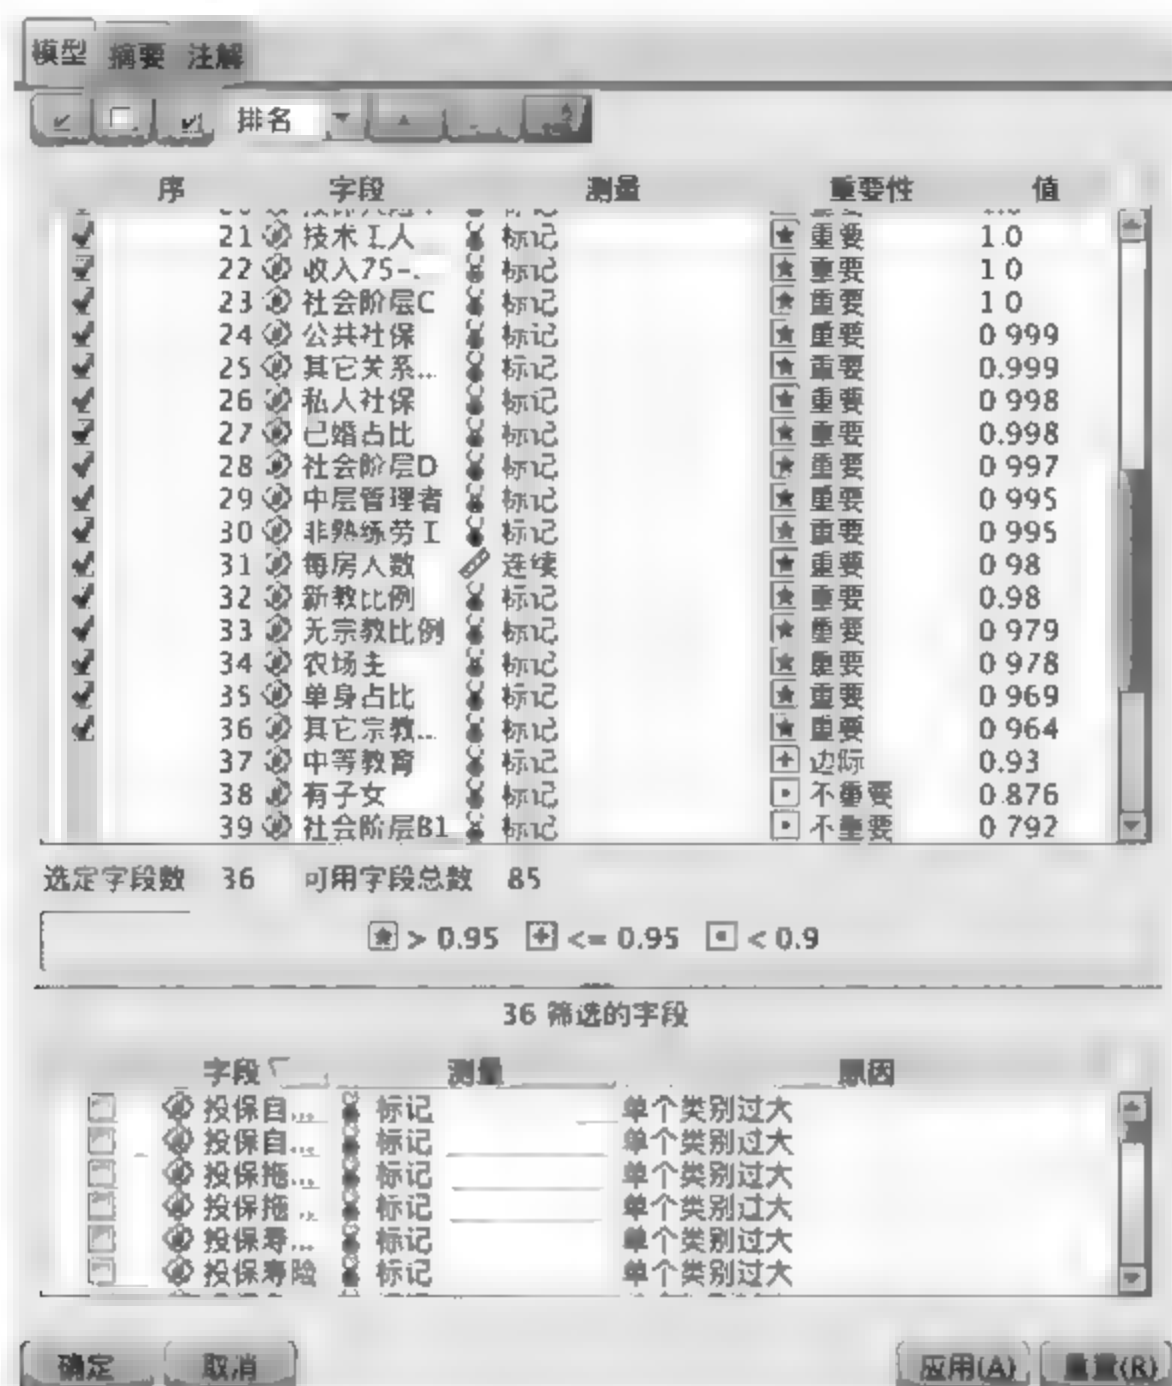 模型 摘要 注解
排名
序 字段 测量 重要性 值
21 技术工人 标记 重要 1.0
22 收入75-. 标记 重要 1 0
23 社会阶层C 标记 重要 1 0
24 公共社保 标记 重要 0 999
25 其它关系... 标记 重要 0.999
26 私人社保 标记 重要 0 998
27 已婚占比 标记 重要 0.998
28 社会阶层D 标记 重要 0 997
29 中层管理者 标记 重要 0 995
30 非熟练劳工 标记 重要 0 995
31 每房人数 连续 重要 0 98
32 新教比例 标记 重要 0.98
33 无宗教比例 标记 重要 0 979
34 农场主 标记 重要 0 978
35 单身占比 标记 重要 0 969
36 其它宗教... 标记 重要 0 964
37 中等教育 标记 边际 0.93
38 有子女 标记 不重要 0.876
39 社会阶层B1 标记 不重要 0 792
选定字段数 36 可用字段总数 85
> 0.95 <= 0.95 < 0.9
36 筛选的字段
字段 测量 原因
投保自... 标记 单个类别过大
投保自... 标记 单个类别过大
投保拖... 标记 单个类别过大
投保拖... 标记 单个类别过大
投保寿... 标记 单个类别过大
投保寿险 标记 单个类别过大
确定 取消 应用(A) 重置(R)